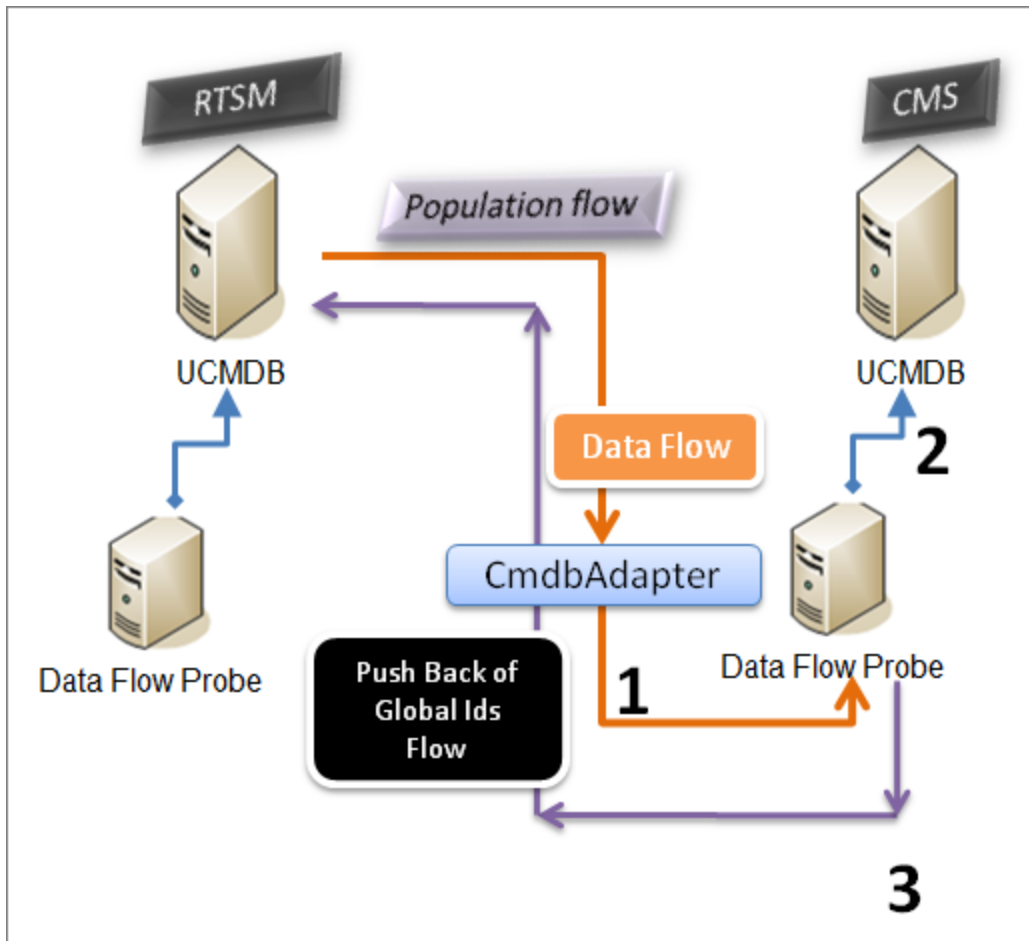 RTSM
CMS
Population flow
UCMDB
UCMDB
Data Flow
2
CmdbAdapter
Data Flow Probe
Data Flow Probe
Push Back of
Global Ids
Flow
1
3